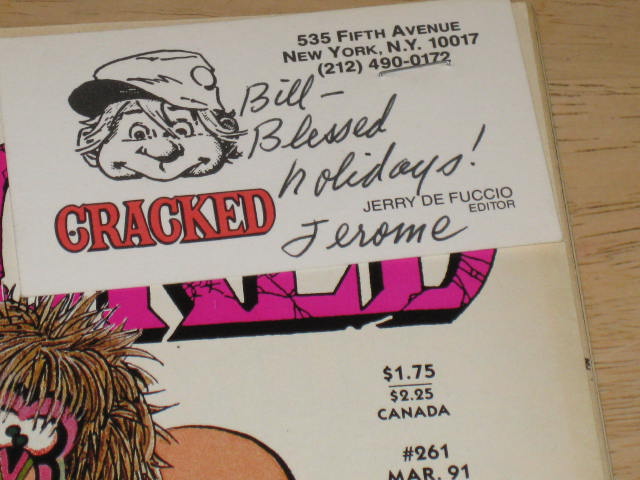 535 FIFTH AVENUE
NEW YORK, N.Y. 10017
(212) 490-0172
Bill-
Blessed
holidays!
CRACKED
JERRY DE FUCCIO
EDITOR
Jerome
$1.75
$2.25
CANADA
#261
MAR. 91